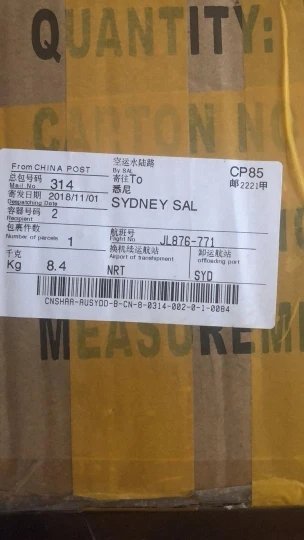 QUANTITY:
CARTON NO
From CHINA POST
空运水陆路
By SAL
CP85
邮2221甲
总包号码
Mail No
314
寄往To
寄发日期
Despatching Date
2018/11/01
悉尼
SYDNEY SAL
容器号码
Recipient
2
包裹件数
Number of parcels
1
航班号
Flight No
JL876-771
千克
Kg
8.4
换机续运航站
Airport of transhipment
NRT
卸运航站
offloading port
SYD
CNSHAA-AUSYDD-B-CN-8-0314-002-0-1-0084
MEASUREM